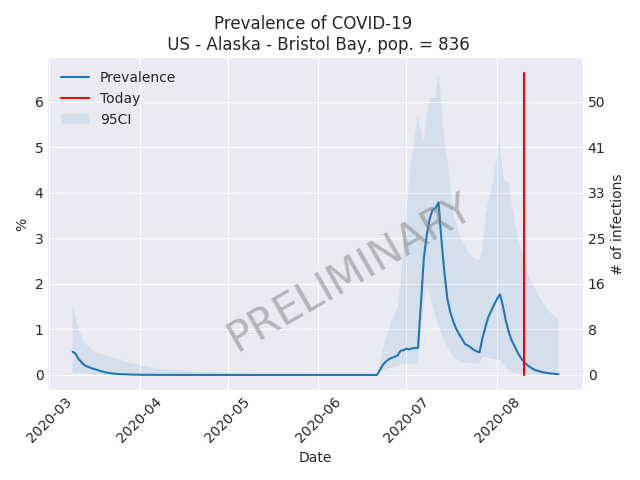 Prevalence of COVID-19
US - Alaska - Bristol Bay, pop. = 836
Prevalence
Today
95CI
%
6
5
4
3
2
1
0
50
41
33
25
16
8
0
# of infections
PRELIMINARY
2020-03
2020-04
2020-05
2020-06
2020-07
2020-08
Date